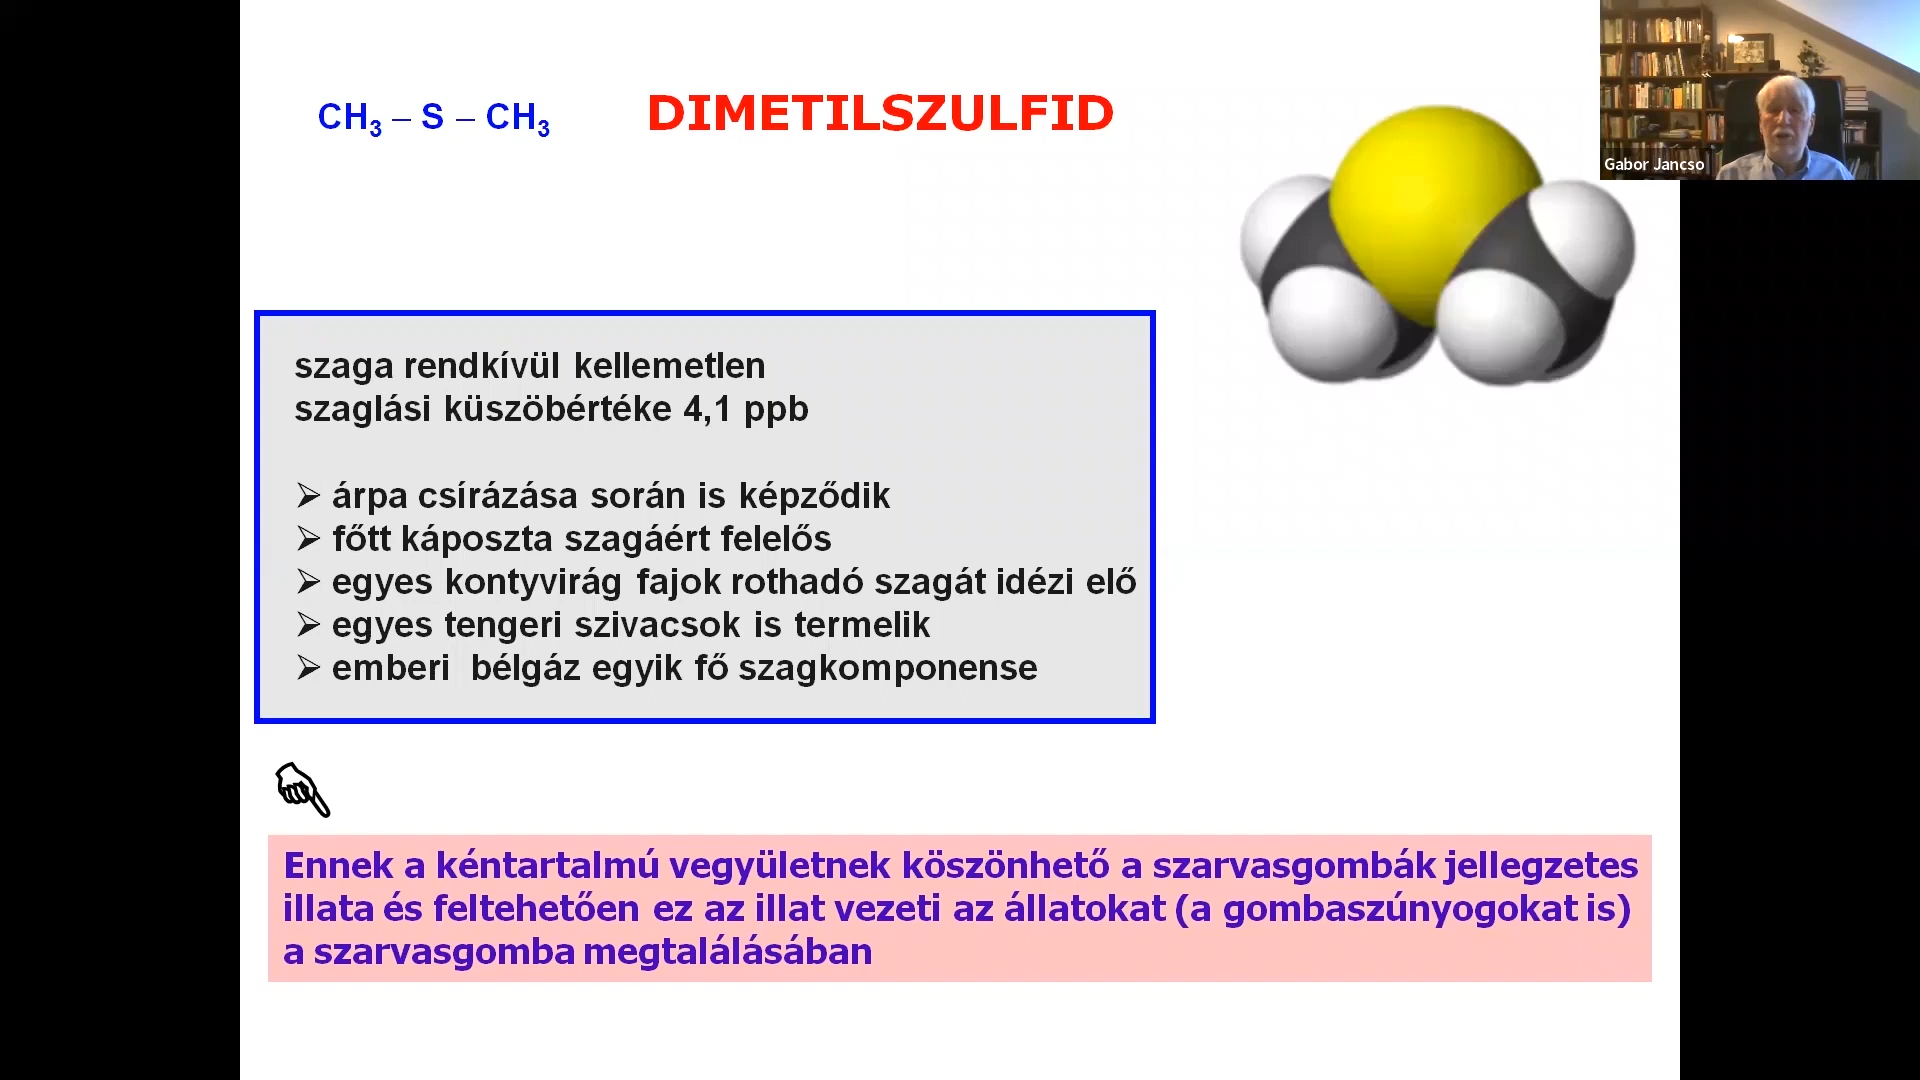 CH₃ – S – CH₃
DIMETILSZULFID
Gabor Jancso
szaga rendkívül kellemetlen
szaglási küszöbértéke 4,1 ppb
➢ árpa csírázása során is képződik
➢ főtt káposzta szagáért felelős
➢ egyes kontyvirág fajok rothadó szagát idézi elő
➢ egyes tengeri szivacsok is termelik
➢ emberi bélgáz egyik fő szagkomponense
Ennek a kéntartalmú vegyületnek köszönhető a szarvasgombák jellegzetes
illata és feltehetően ez az illat vezeti az állatokat (a gombaszúnyogokat is)
a szarvasgomba megtalálásában